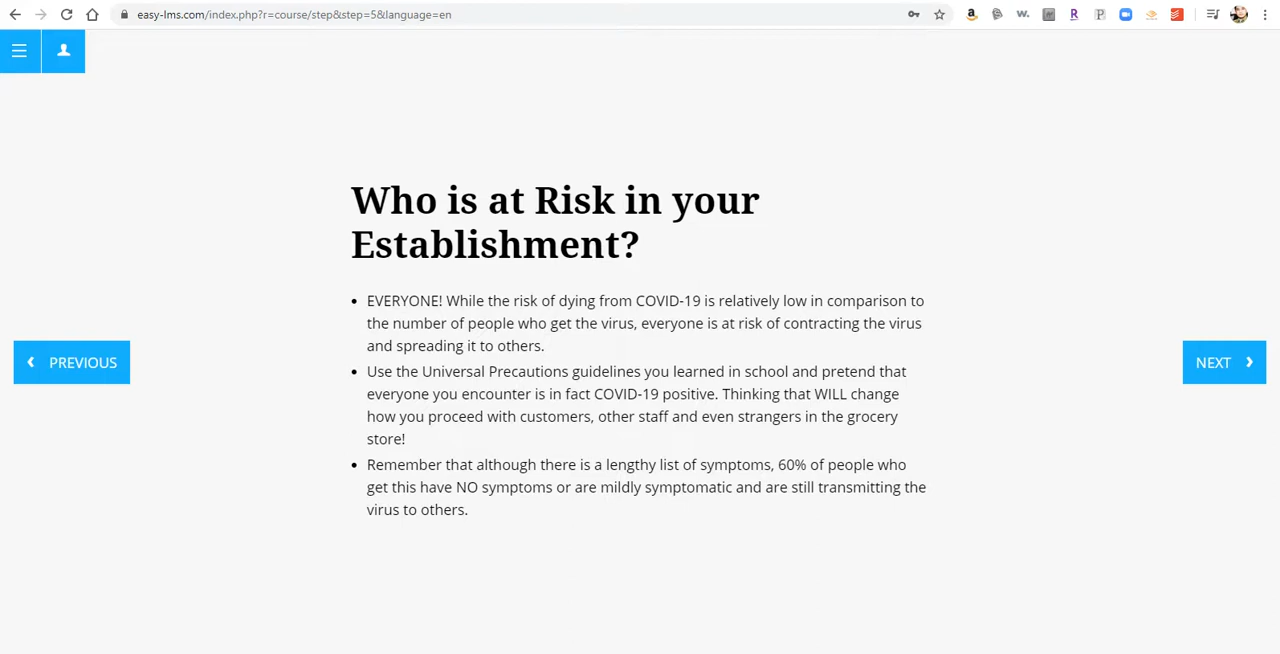 easy-lms.com/index.php?r=course/step&step=5&language=en
Who is at Risk in your
Establishment?
• EVERYONE! While the risk of dying from COVID-19 is relatively low in comparison to
the number of people who get the virus, everyone is at risk of contracting the virus
and spreading it to others.
• Use the Universal Precautions guidelines you learned in school and pretend that
everyone you encounter is in fact COVID-19 positive. Thinking that WILL change
how you proceed with customers, other staff and even strangers in the grocery
store!
• Remember that although there is a lengthy list of symptoms, 60% of people who
get this have NO symptoms or are mildly symptomatic and are still transmitting the
virus to others.
PREVIOUS
NEXT